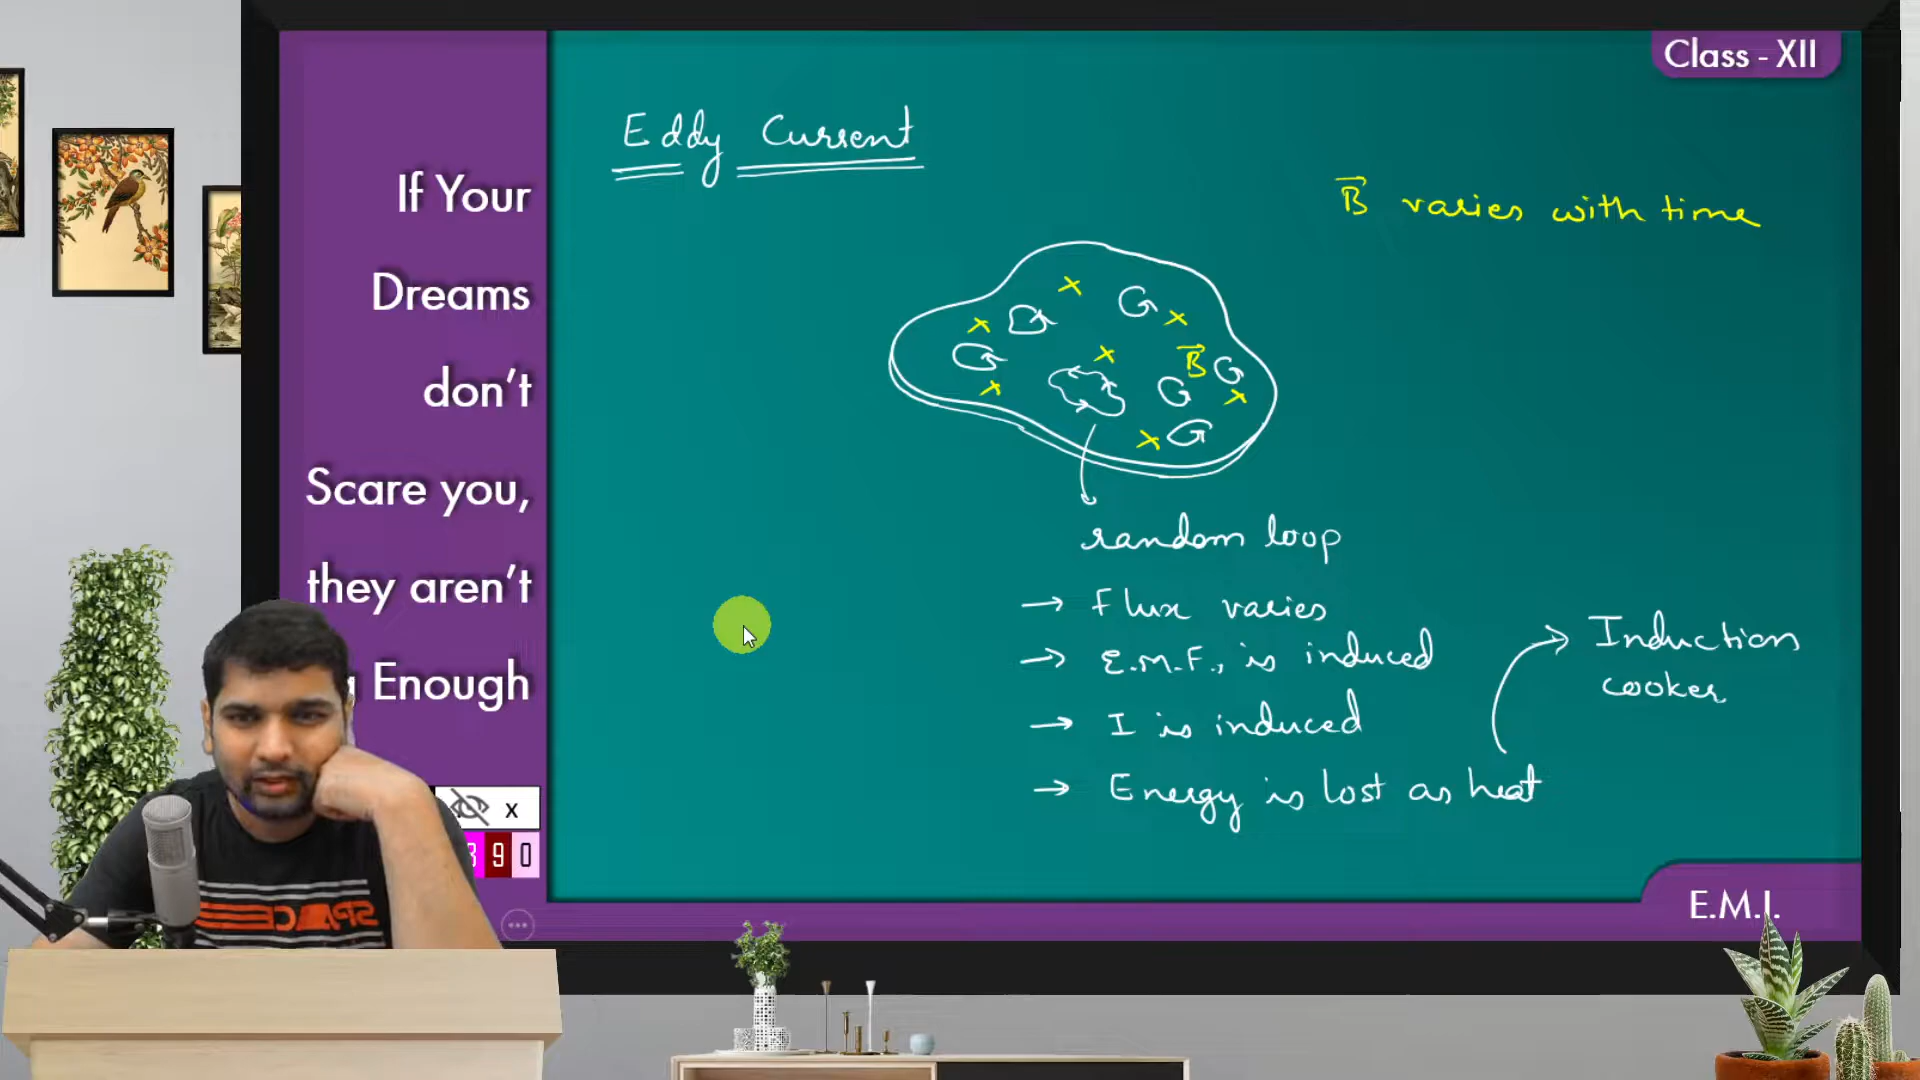 Class - XII
If Your
Dreams
don't
Scare you,
they aren't
Enough
Eddy Current
B varies with time
B
random loop
→ Flux varies
→ E.M.F., is induced
→ I is induced
→ Energy is lost as heat
Induction
cooker
x
9 0
E.M.I.